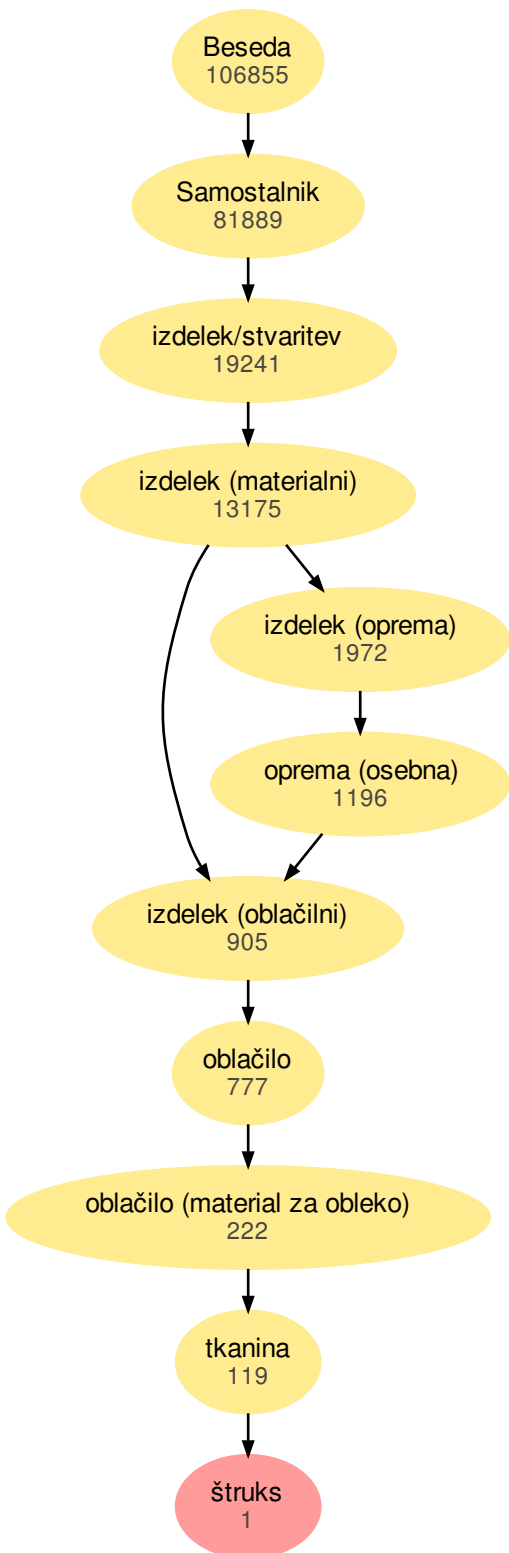 Beseda
106855
Samostalnik
81889
izdelek/stvaritev
19241
izdelek (materialni)
13175
izdelek (oprema)
1972
oprema (osebna)
1196
izdelek (oblačilni)
905
oblačilo
777
oblačilo (material za obleko)
222
tkanina
119
štruks
1